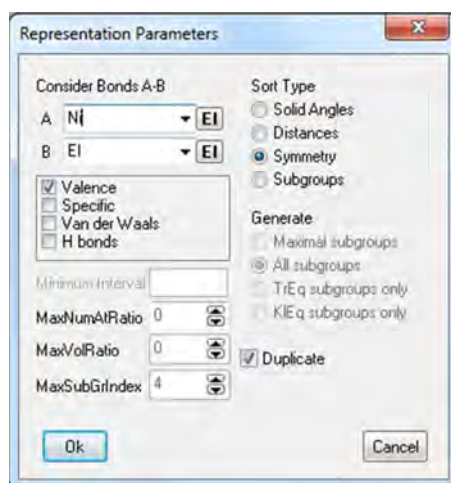 Representation Parameters
Consider Bonds A-B
A Ni El
B El El
Valence
Specific
Van der Waals
H bonds
Minimum Interval
MaxNumAtRatio 0
MaxVolRatio 0
MaxSubGrIndex 4
Sort Type
Solid Angles
Distances
Symmetry
Subgroups
Generate
Maximal subgroups
All subgroups
TrEq subgroups only
KlEq subgroups only
Duplicate
Ok
Cancel